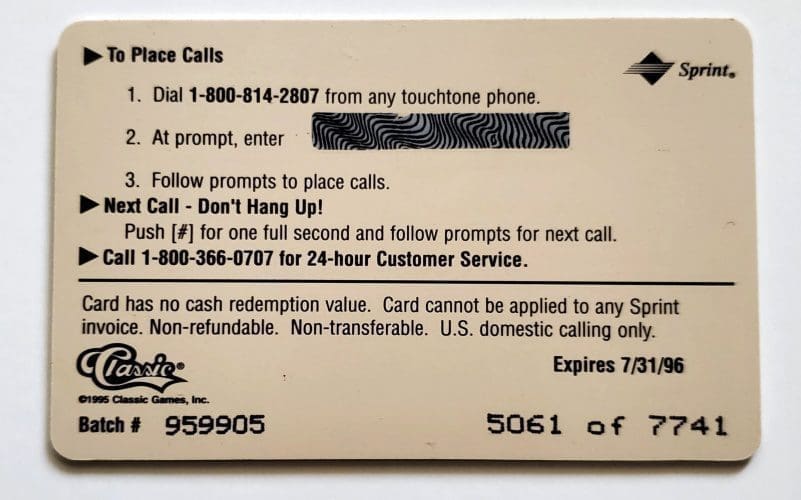 ▶ To Place Calls
Sprint®
1. Dial 1-800-814-2807 from any touchtone phone.
2. At prompt, enter
3. Follow prompts to place calls.
▶ Next Call - Don't Hang Up!
Push [#] for one full second and follow prompts for next call.
▶ Call 1-800-366-0707 for 24-hour Customer Service.
Card has no cash redemption value. Card cannot be applied to any Sprint
invoice. Non-refundable. Non-transferable. U.S. domestic calling only.
Classic®
Expires 7/31/96
©1995 Classic Games, Inc.
Batch # 959905
5061 of 7741